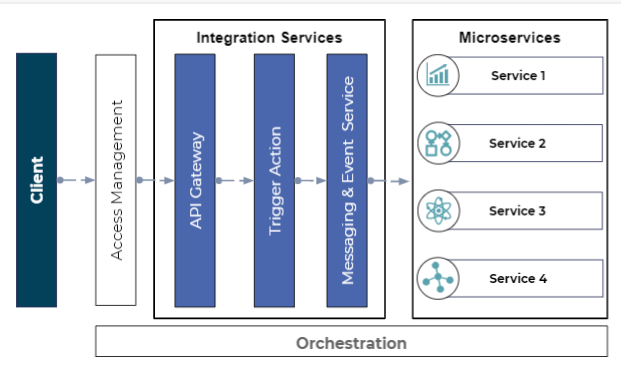 Integration Services
Microservices
Client
Access Management
API Gateway
Trigger Action
Messaging & Event Service
Service 1
Service 2
Service 3
Service 4
Orchestration